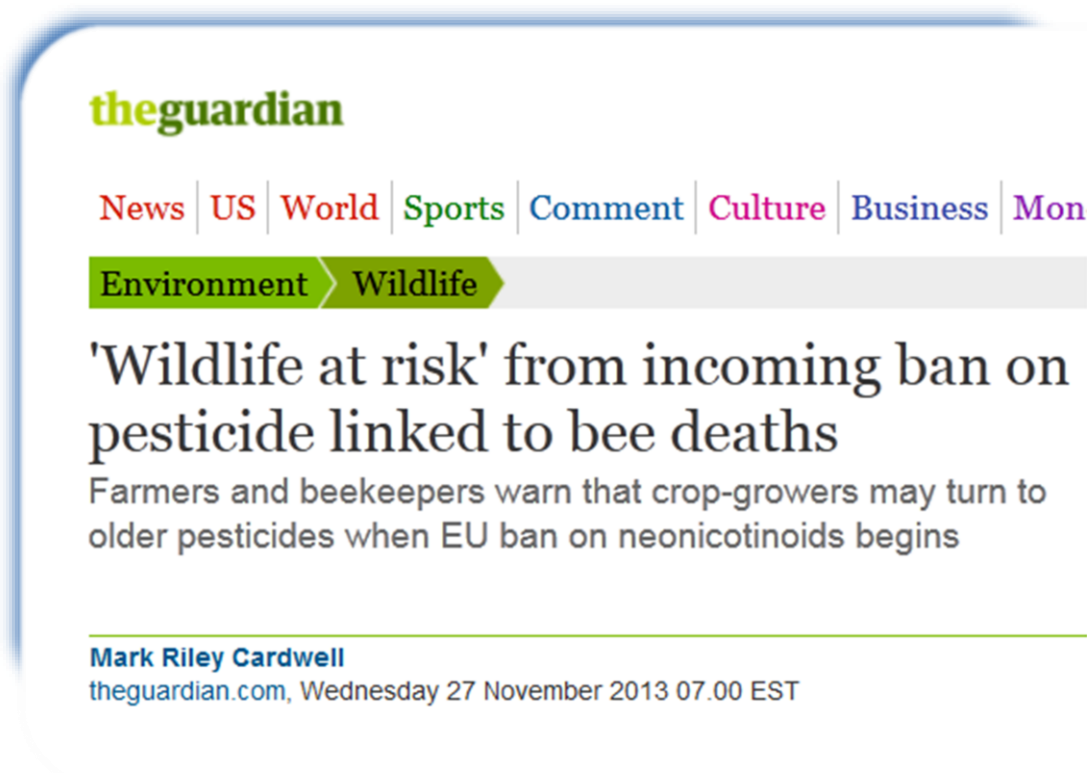 theguardian
News US World Sports Comment Culture Business Mon
Environment Wildlife
'Wildlife at risk' from incoming ban on
pesticide linked to bee deaths
Farmers and beekeepers warn that crop-growers may turn to
older pesticides when EU ban on neonicotinoids begins
Mark Riley Cardwell
theguardian.com, Wednesday 27 November 2013 07.00 EST